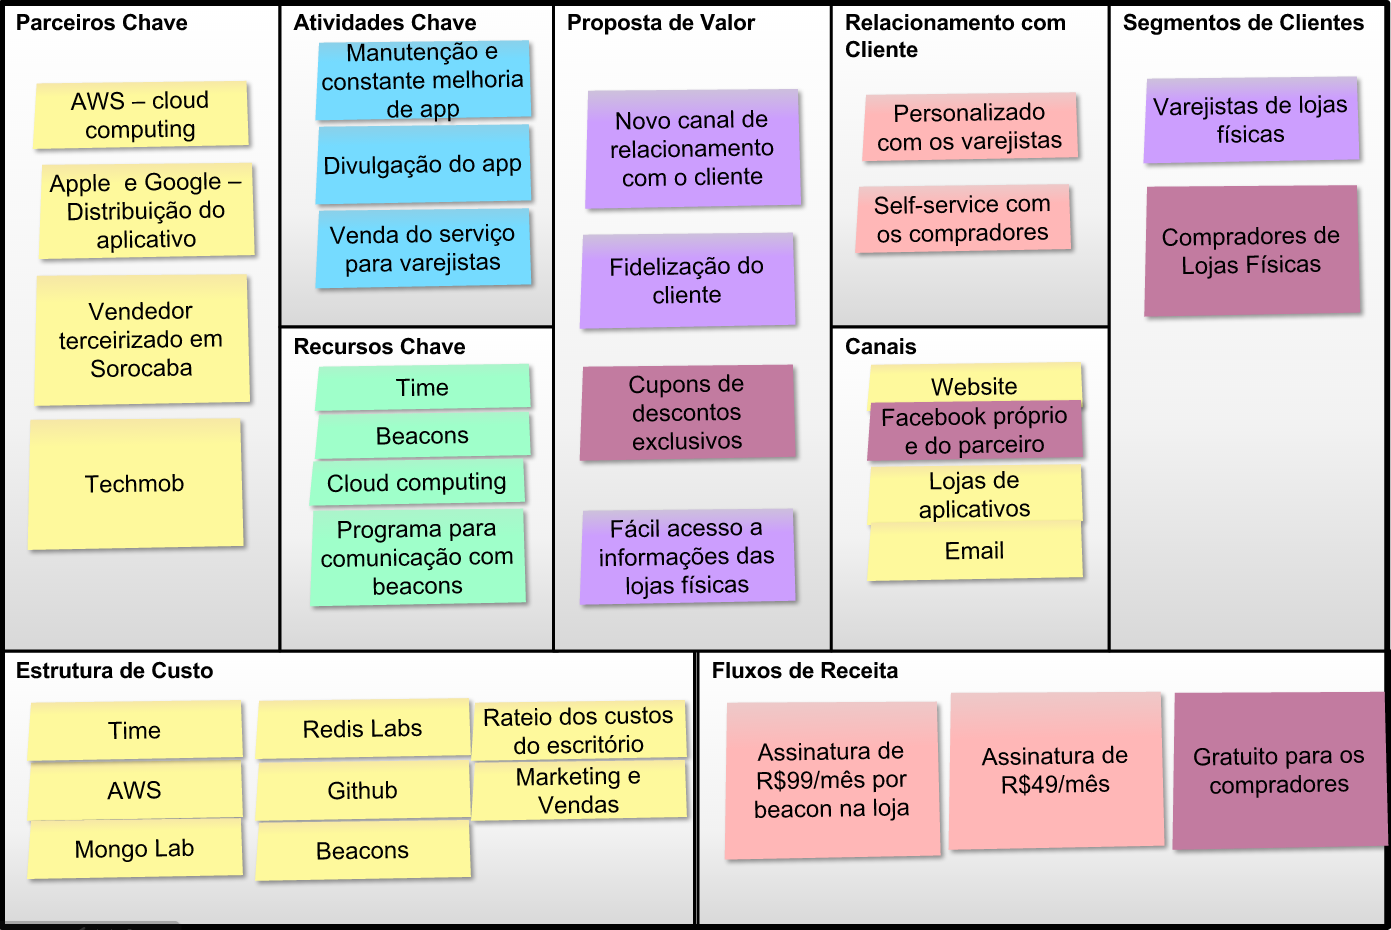 Parceiros Chave
AWS – cloud
computing
Apple  e Google –
Distribuição do
aplicativo
Vendedor
terceirizado em
Sorocaba
Techmob
Atividades Chave
Manutenção e
constante melhoria
de app
Divulgação do app
Venda do serviço
para varejistas
Recursos Chave
Time
Beacons
Cloud computing
Programa para
comunicação com
beacons
Proposta de Valor
Novo canal de
relacionamento
com o cliente
Fidelização do
cliente
Cupons de
descontos
exclusivos
Fácil acesso a
informações das
lojas físicas
Relacionamento com
Cliente
Personalizado
com os varejistas
Self-service com
os compradores
Canais
Website
Facebook próprio
e do parceiro
Lojas de
aplicativos
Email
Segmentos de Clientes
Varejistas de lojas
físicas
Compradores de
Lojas Físicas
Estrutura de Custo
Time
AWS
Mongo Lab
Redis Labs
Github
Beacons
Rateio dos custos
do escritório
Marketing e
Vendas
Fluxos de Receita
Assinatura de
R$99/mês por
beacon na loja
Assinatura de
R$49/mês
Gratuito para os
compradores